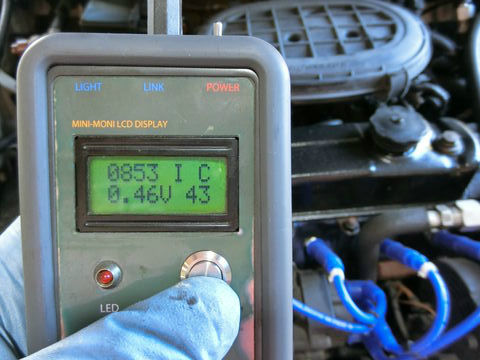 LIGHT LINK POWER
MINI-MONI LCD DISPLAY
0853 I C
0.46V 43
LED